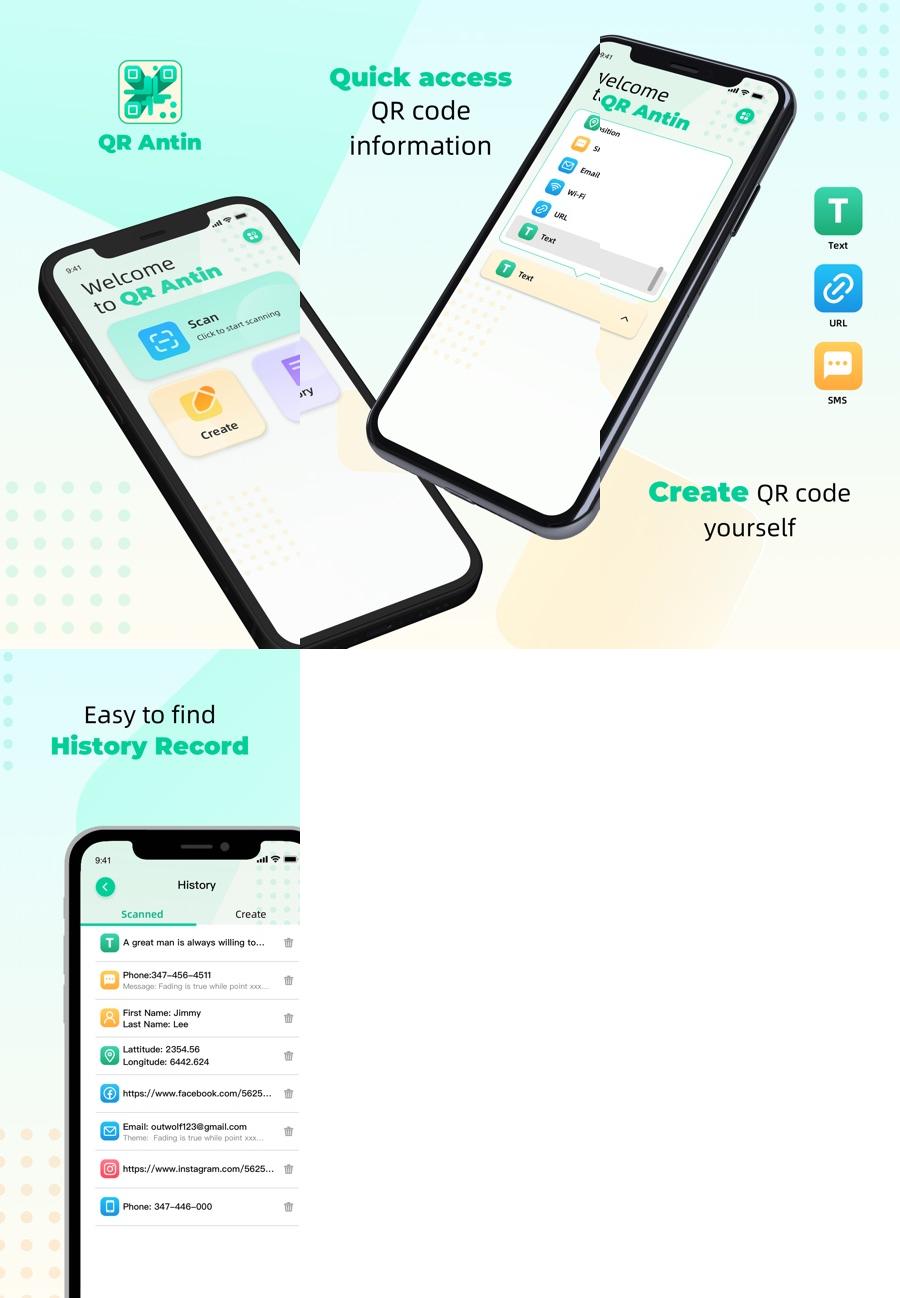 QR Antin
9:41
Welcome
to QR Antin
Scan
Click to start scanning
Create
ory
Quick access
QR code
information
9:41
Welcome
to QR Antin
osition
Email
Wi-Fi
URL
Text
Text
Text
URL
SMS
Create QR code
yourself
Easy to find
History Record
9:41
History
Scanned
Create
A great man is always willing to...
Phone:347-456-4511
Message: Fading is true while point xxx...
First Name: Jimmy
Last Name: Lee
Lattitude: 2354.56
Longitude: 6442.624
https://www.facebook.com/5625...
Email: outwolf123@gmail.com
Theme: Fading is true while point xxx...
https://www.instagram.com/5625...
Phone: 347-446-000